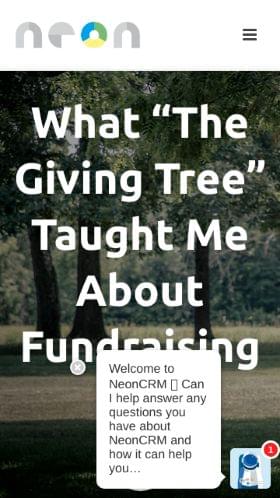 neon
What “The
Giving Tree”
Taught Me
About
Fundraising
Welcome to
NeonCRM ▯ Can
I help answer any
questions you
have about
NeonCRM and
how it can help
you…
1